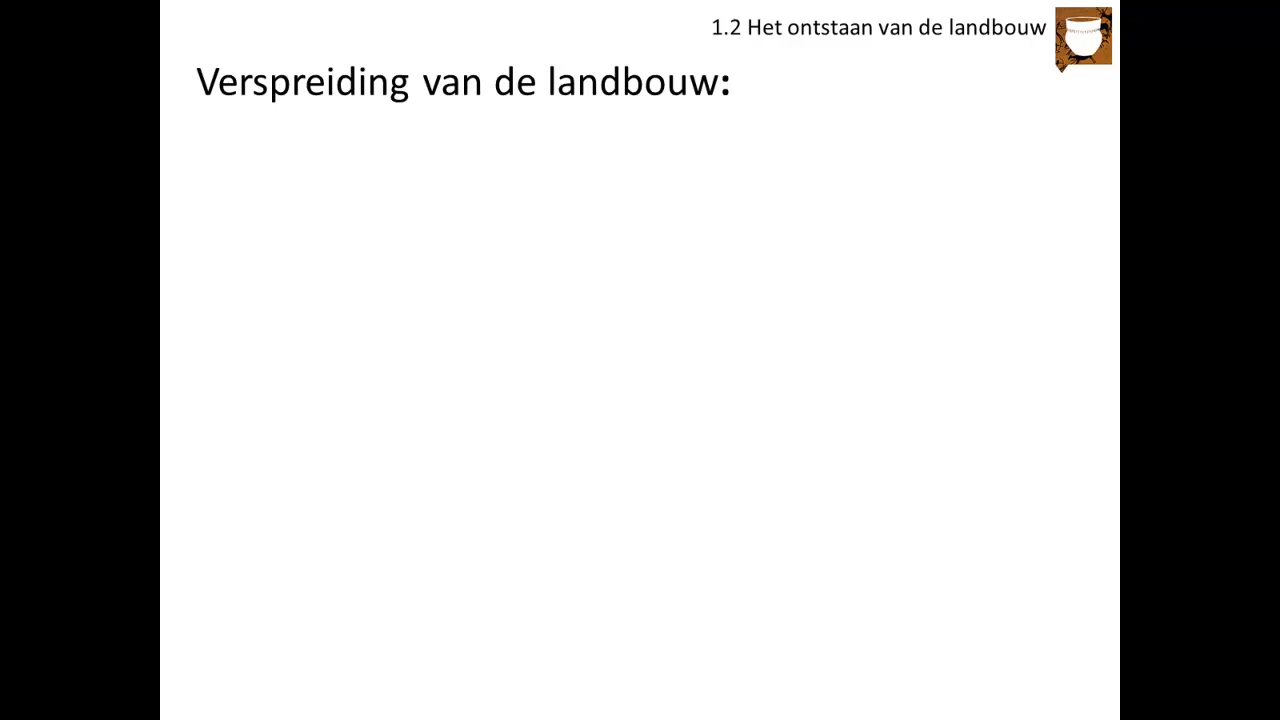 1.2 Het ontstaan van de landbouw
Verspreiding van de landbouw: